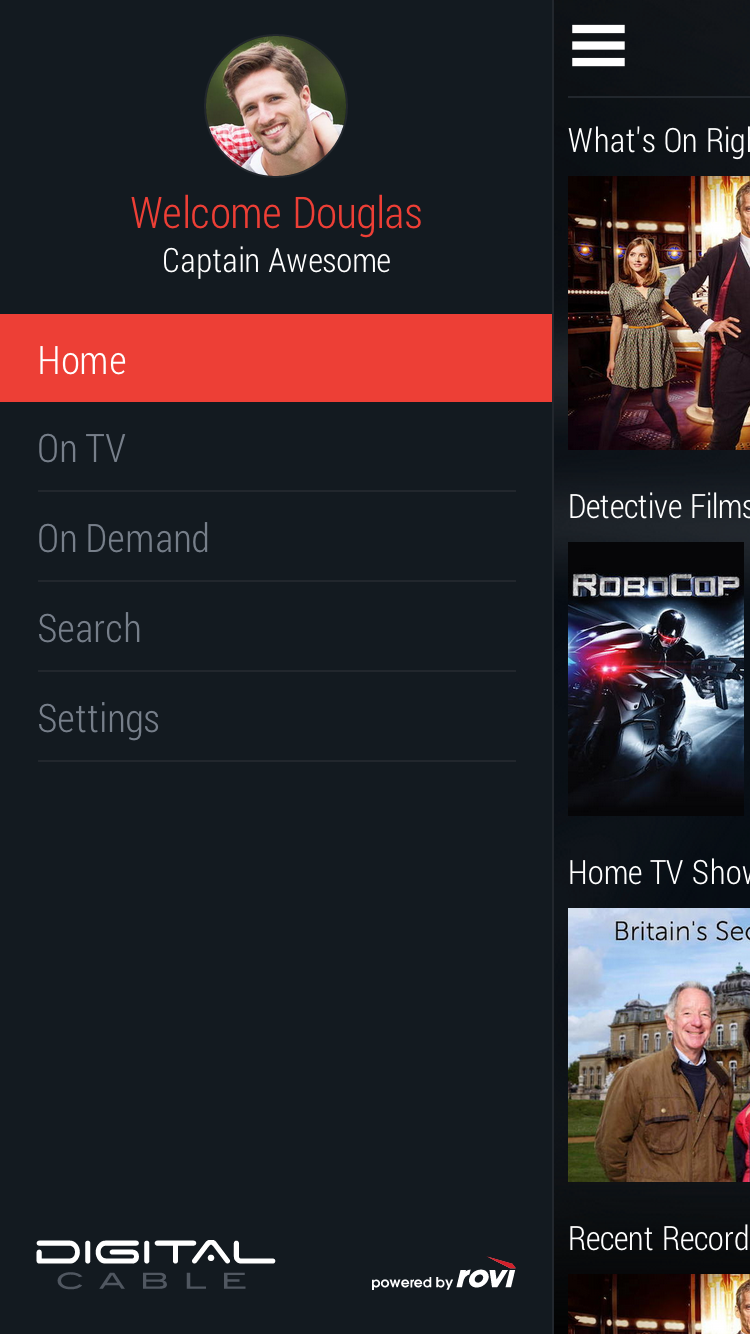 Welcome Douglas
Captain Awesome
Home
On TV
On Demand
Search
Settings
DIGITAL
CABLE
powered by rovi
What's On Righ
Detective Films
ROBOCOP
Home TV Show
Britain's Sec
Recent Record